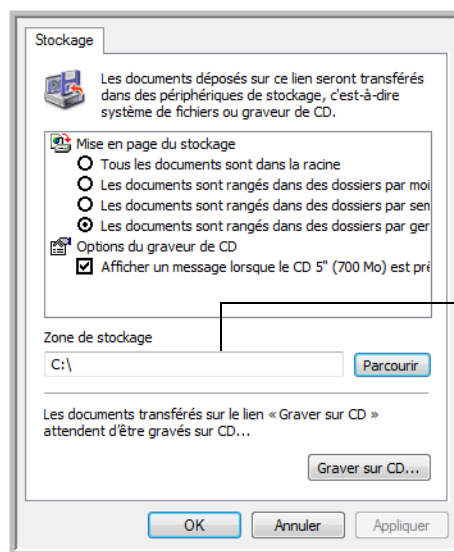 Stockage
Les documents déposés sur ce lien seront transférés
dans des périphériques de stockage, c'est-à-dire
système de fichiers ou graveur de CD.
Mise en page du stockage
Tous les documents sont dans la racine
Les documents sont rangés dans des dossiers par moi
Les documents sont rangés dans des dossiers par sem
Les documents sont rangés dans des dossiers par ger
Options du graveur de CD
Afficher un message lorsque le CD 5" (700 Mo) est pré
Zone de stockage
C:\
Parcourir
Les documents transférés sur le lien « Graver sur CD »
attendent d'être gravés sur CD...
Graver sur CD...
OK
Annuler
Appliquer